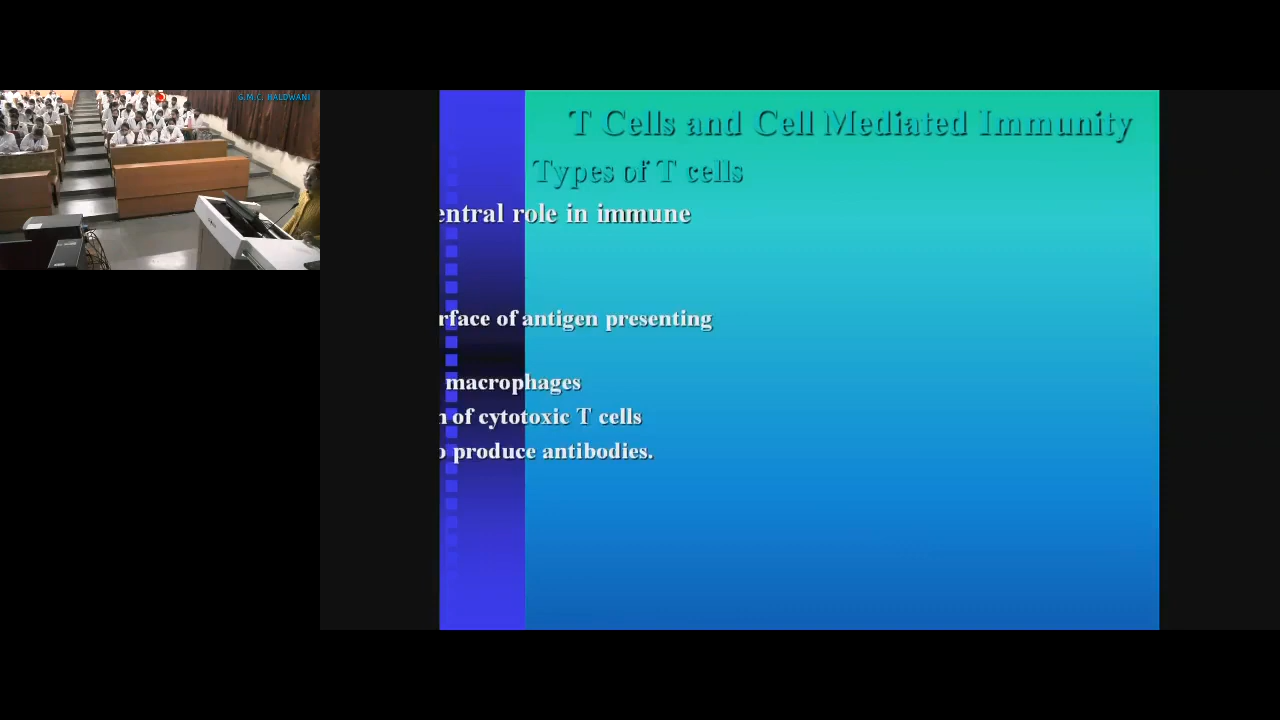 G.M.C. HALDWANI
T Cells and Cell Mediated Immunity
Types of T cells
entral role in immune
rface of antigen presenting
macrophages
n of cytotoxic T cells
o produce antibodies.